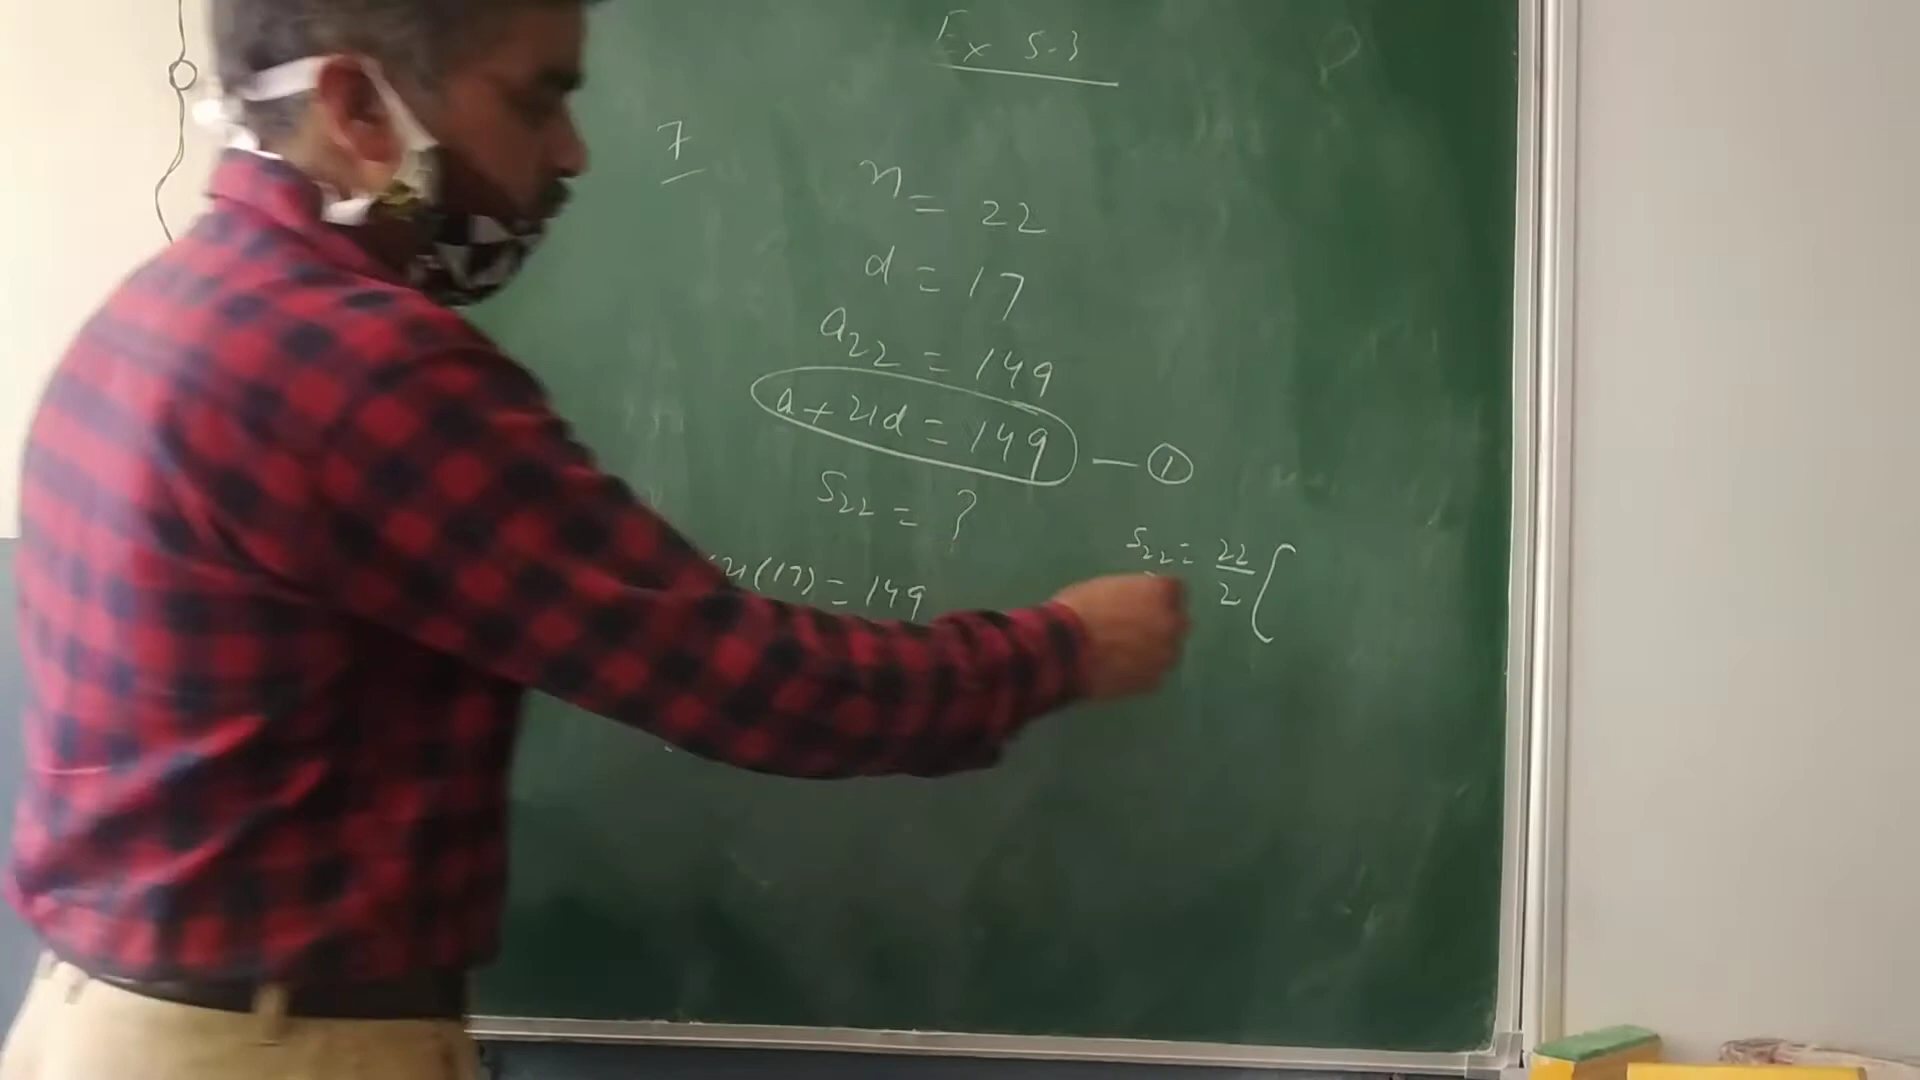 Ex 5.3
7
n = 22
d = 17
a22 = 149
a + 21d = 149 — ①
S22 = ?
21(17) = 149
S22 = 22/2 (